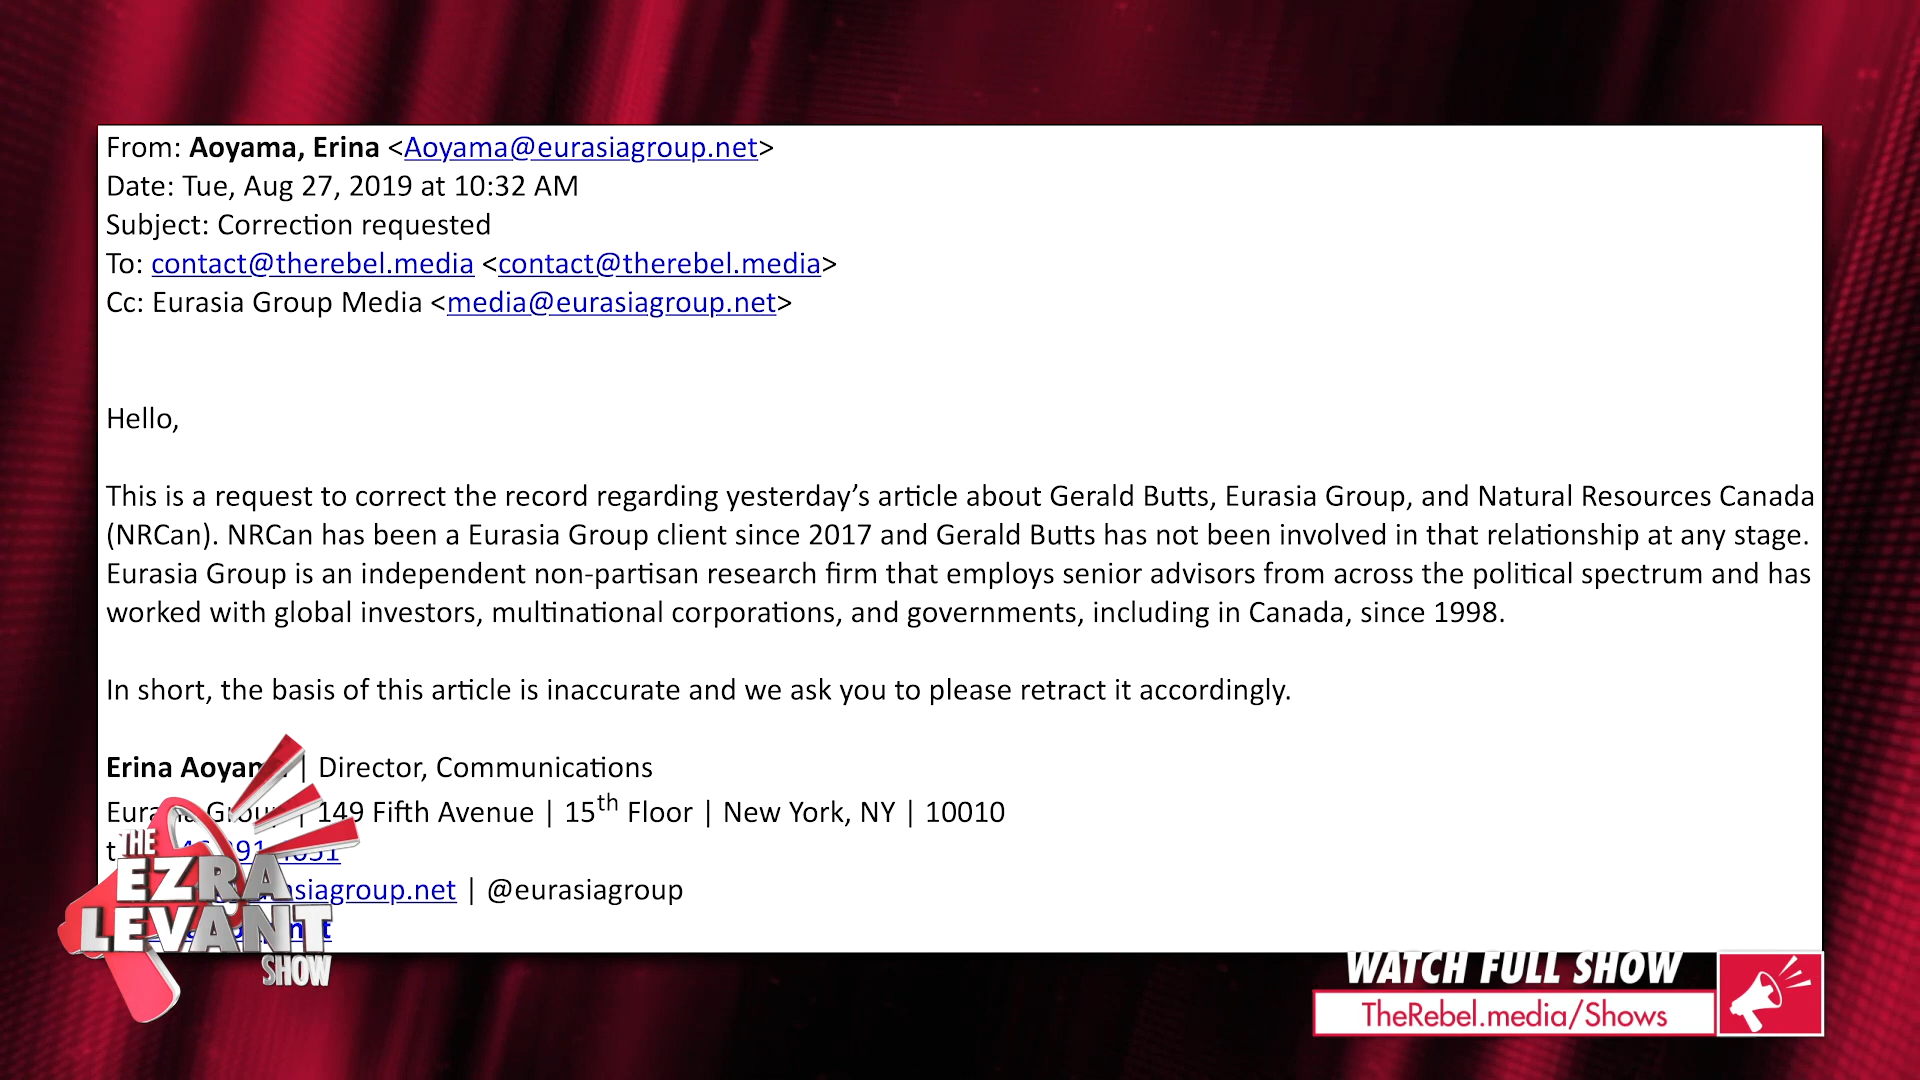 From: Aoyama, Erina <Aoyama@eurasiagroup.net>
Date: Tue, Aug 27, 2019 at 10:32 AM
Subject: Correction requested
To: contact@therebel.media <contact@therebel.media>
Cc: Eurasia Group Media <media@eurasiagroup.net>
Hello,
This is a request to correct the record regarding yesterday’s article about Gerald Butts, Eurasia Group, and Natural Resources Canada
(NRCan). NRCan has been a Eurasia Group client since 2017 and Gerald Butts has not been involved in that relationship at any stage.
Eurasia Group is an independent non-partisan research firm that employs senior advisors from across the political spectrum and has
worked with global investors, multinational corporations, and governments, including in Canada, since 1998.
In short, the basis of this article is inaccurate and we ask you to please retract it accordingly.
Erina | Director, Communications
| 149 Fifth Avenue | 15th Floor | New York, NY | 10010
| @eurasiagroup
THE
EZRA
LEVANT
SHOW
WATCH FULL SHOW
TheRebel.media/Shows